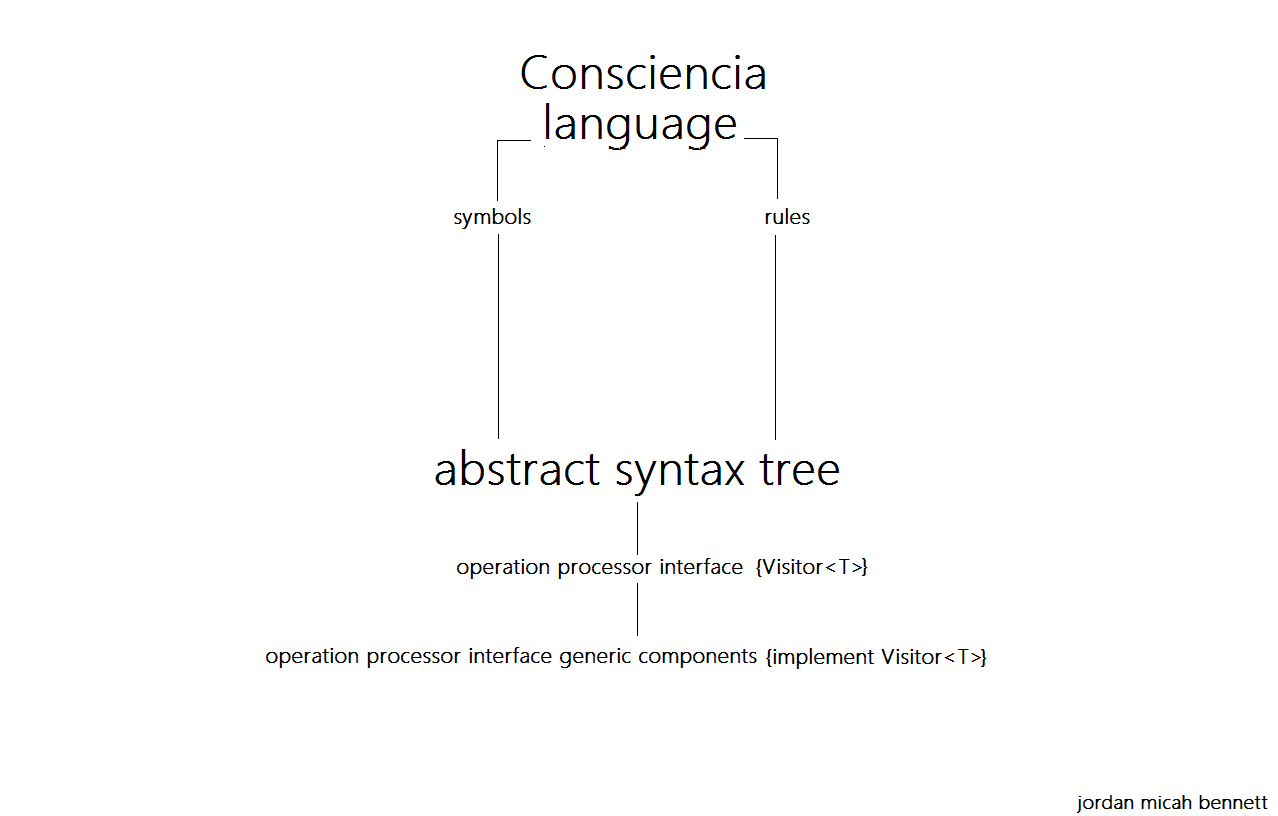 Consciencia
language
symbols
rules
abstract syntax tree
operation processor interface {Visitor<T>}
operation processor interface generic components {implement Visitor<T>}
jordan micah bennett